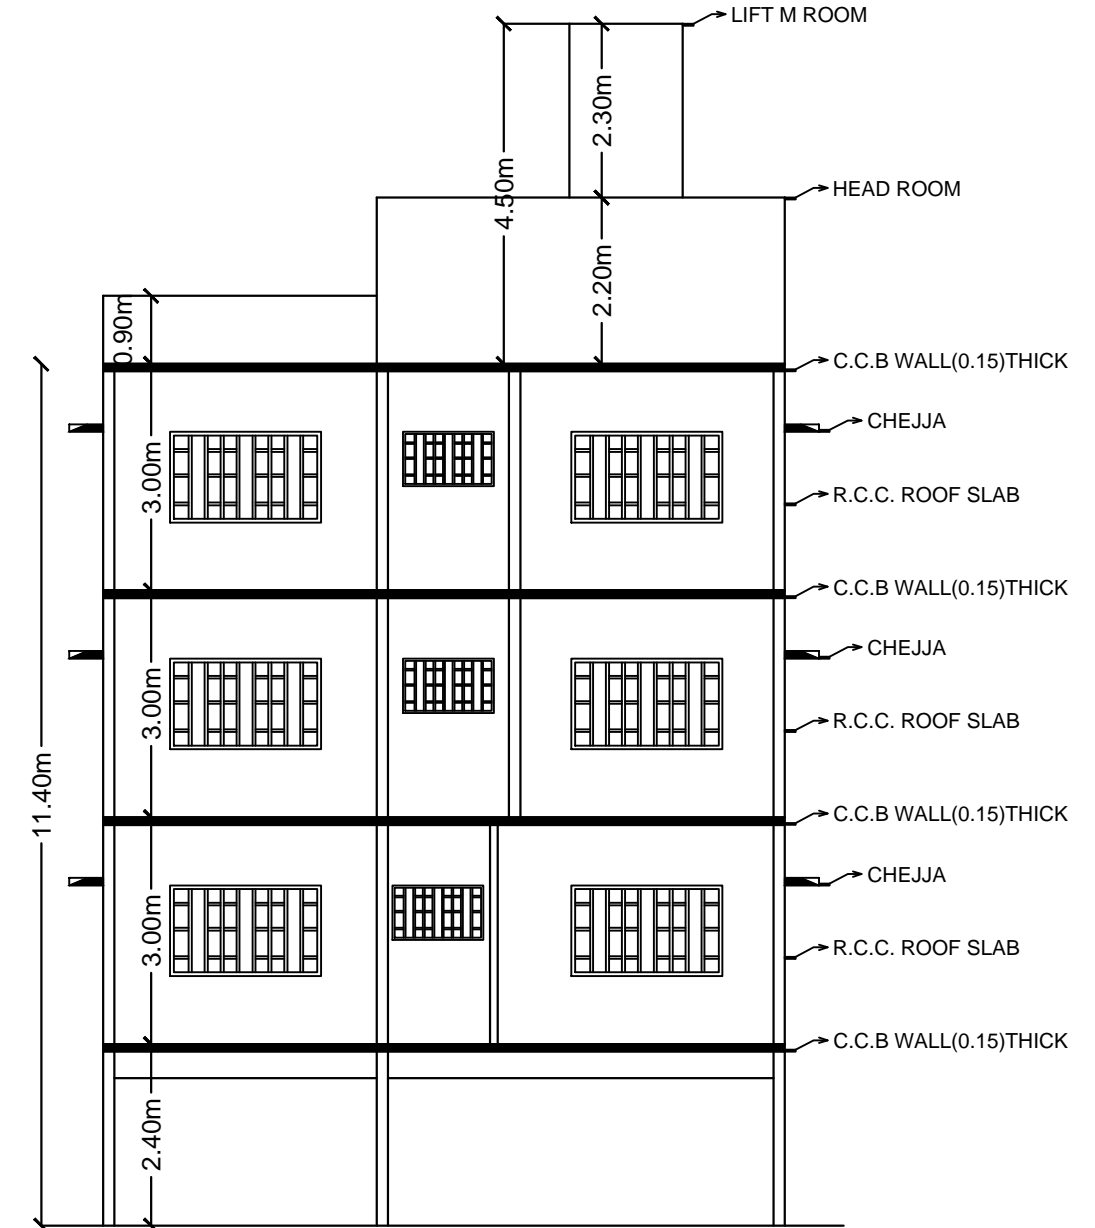 LIFT M ROOM
2.30m
4.50m
HEAD ROOM
2.20m
0.90m
C.C.B WALL(0.15)THICK
CHEJJA
3.00m
R.C.C. ROOF SLAB
C.C.B WALL(0.15)THICK
CHEJJA
3.00m
R.C.C. ROOF SLAB
11.40m
C.C.B WALL(0.15)THICK
CHEJJA
3.00m
R.C.C. ROOF SLAB
C.C.B WALL(0.15)THICK
2.40m